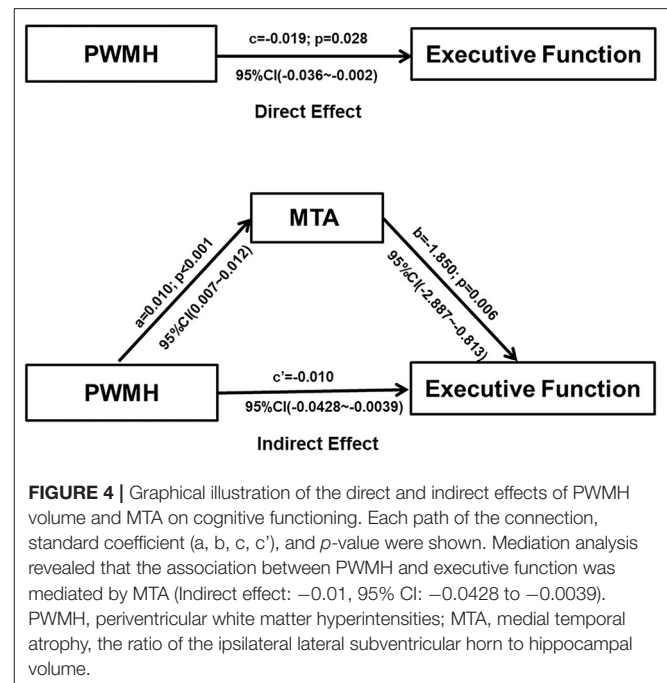 c=-0.019; p=0.028
PWMH
Executive Function
95%CI(-0.036~-0.002)
Direct Effect
MTA
a=0.010; p<0.001
95%CI(0.007~0.012)
b=-1.850; p=0.006
95%CI(-2.887~-0.813)
c’=-0.010
PWMH
Executive Function
95%CI(-0.0428~-0.0039)
Indirect Effect
FIGURE 4 | Graphical illustration of the direct and indirect effects of PWMH
volume and MTA on cognitive functioning. Each path of the connection,
standard coefficient (a, b, c, c’), and p-value were shown. Mediation analysis
revealed that the association between PWMH and executive function was
mediated by MTA (Indirect effect: −0.01, 95% CI: −0.0428 to −0.0039).
PWMH, periventricular white matter hyperintensities; MTA, medial temporal
atrophy, the ratio of the ipsilateral lateral subventricular horn to hippocampal
volume.